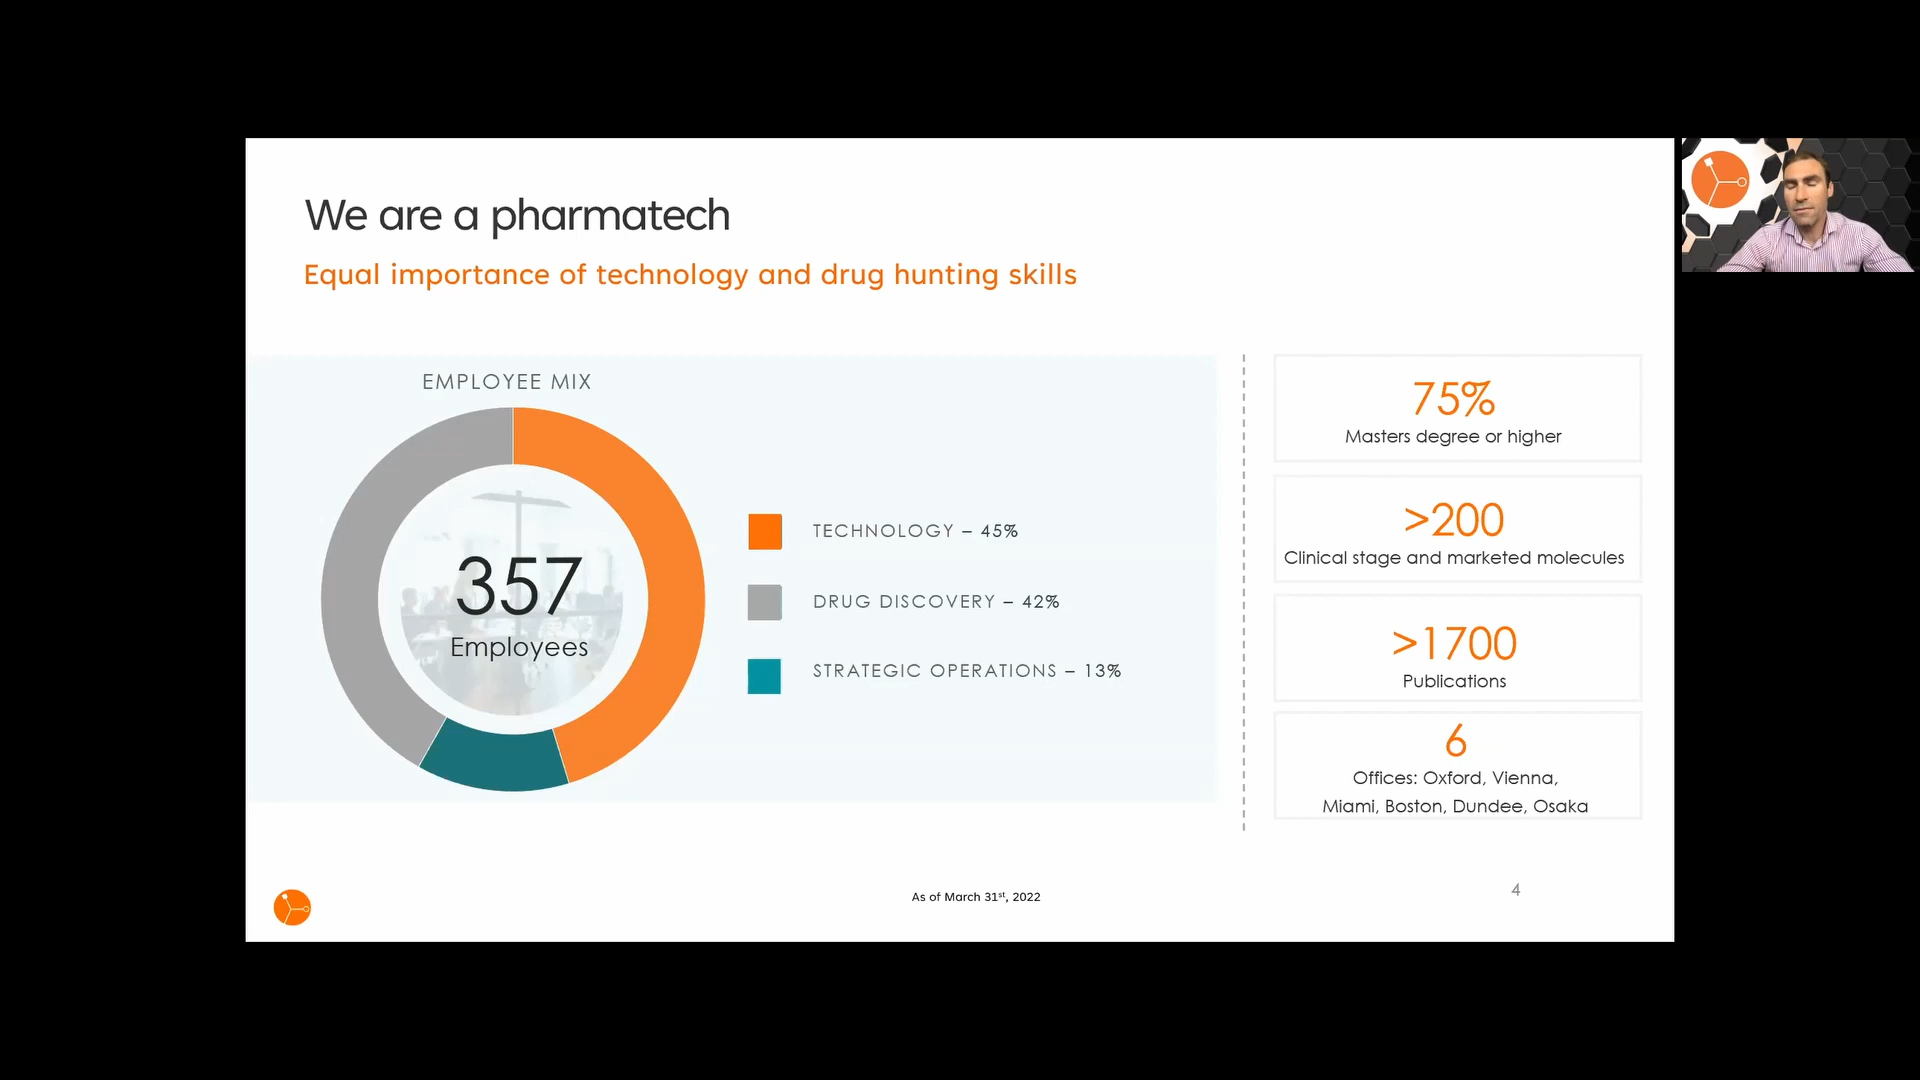 We are a pharmatech
Equal importance of technology and drug hunting skills
EMPLOYEE MIX
357
Employees
TECHNOLOGY – 45%
DRUG DISCOVERY – 42%
STRATEGIC OPERATIONS – 13%
75%
Masters degree or higher
>200
Clinical stage and marketed molecules
>1700
Publications
6
Offices: Oxford, Vienna,
Miami, Boston, Dundee, Osaka
As of March 31st, 2022
4